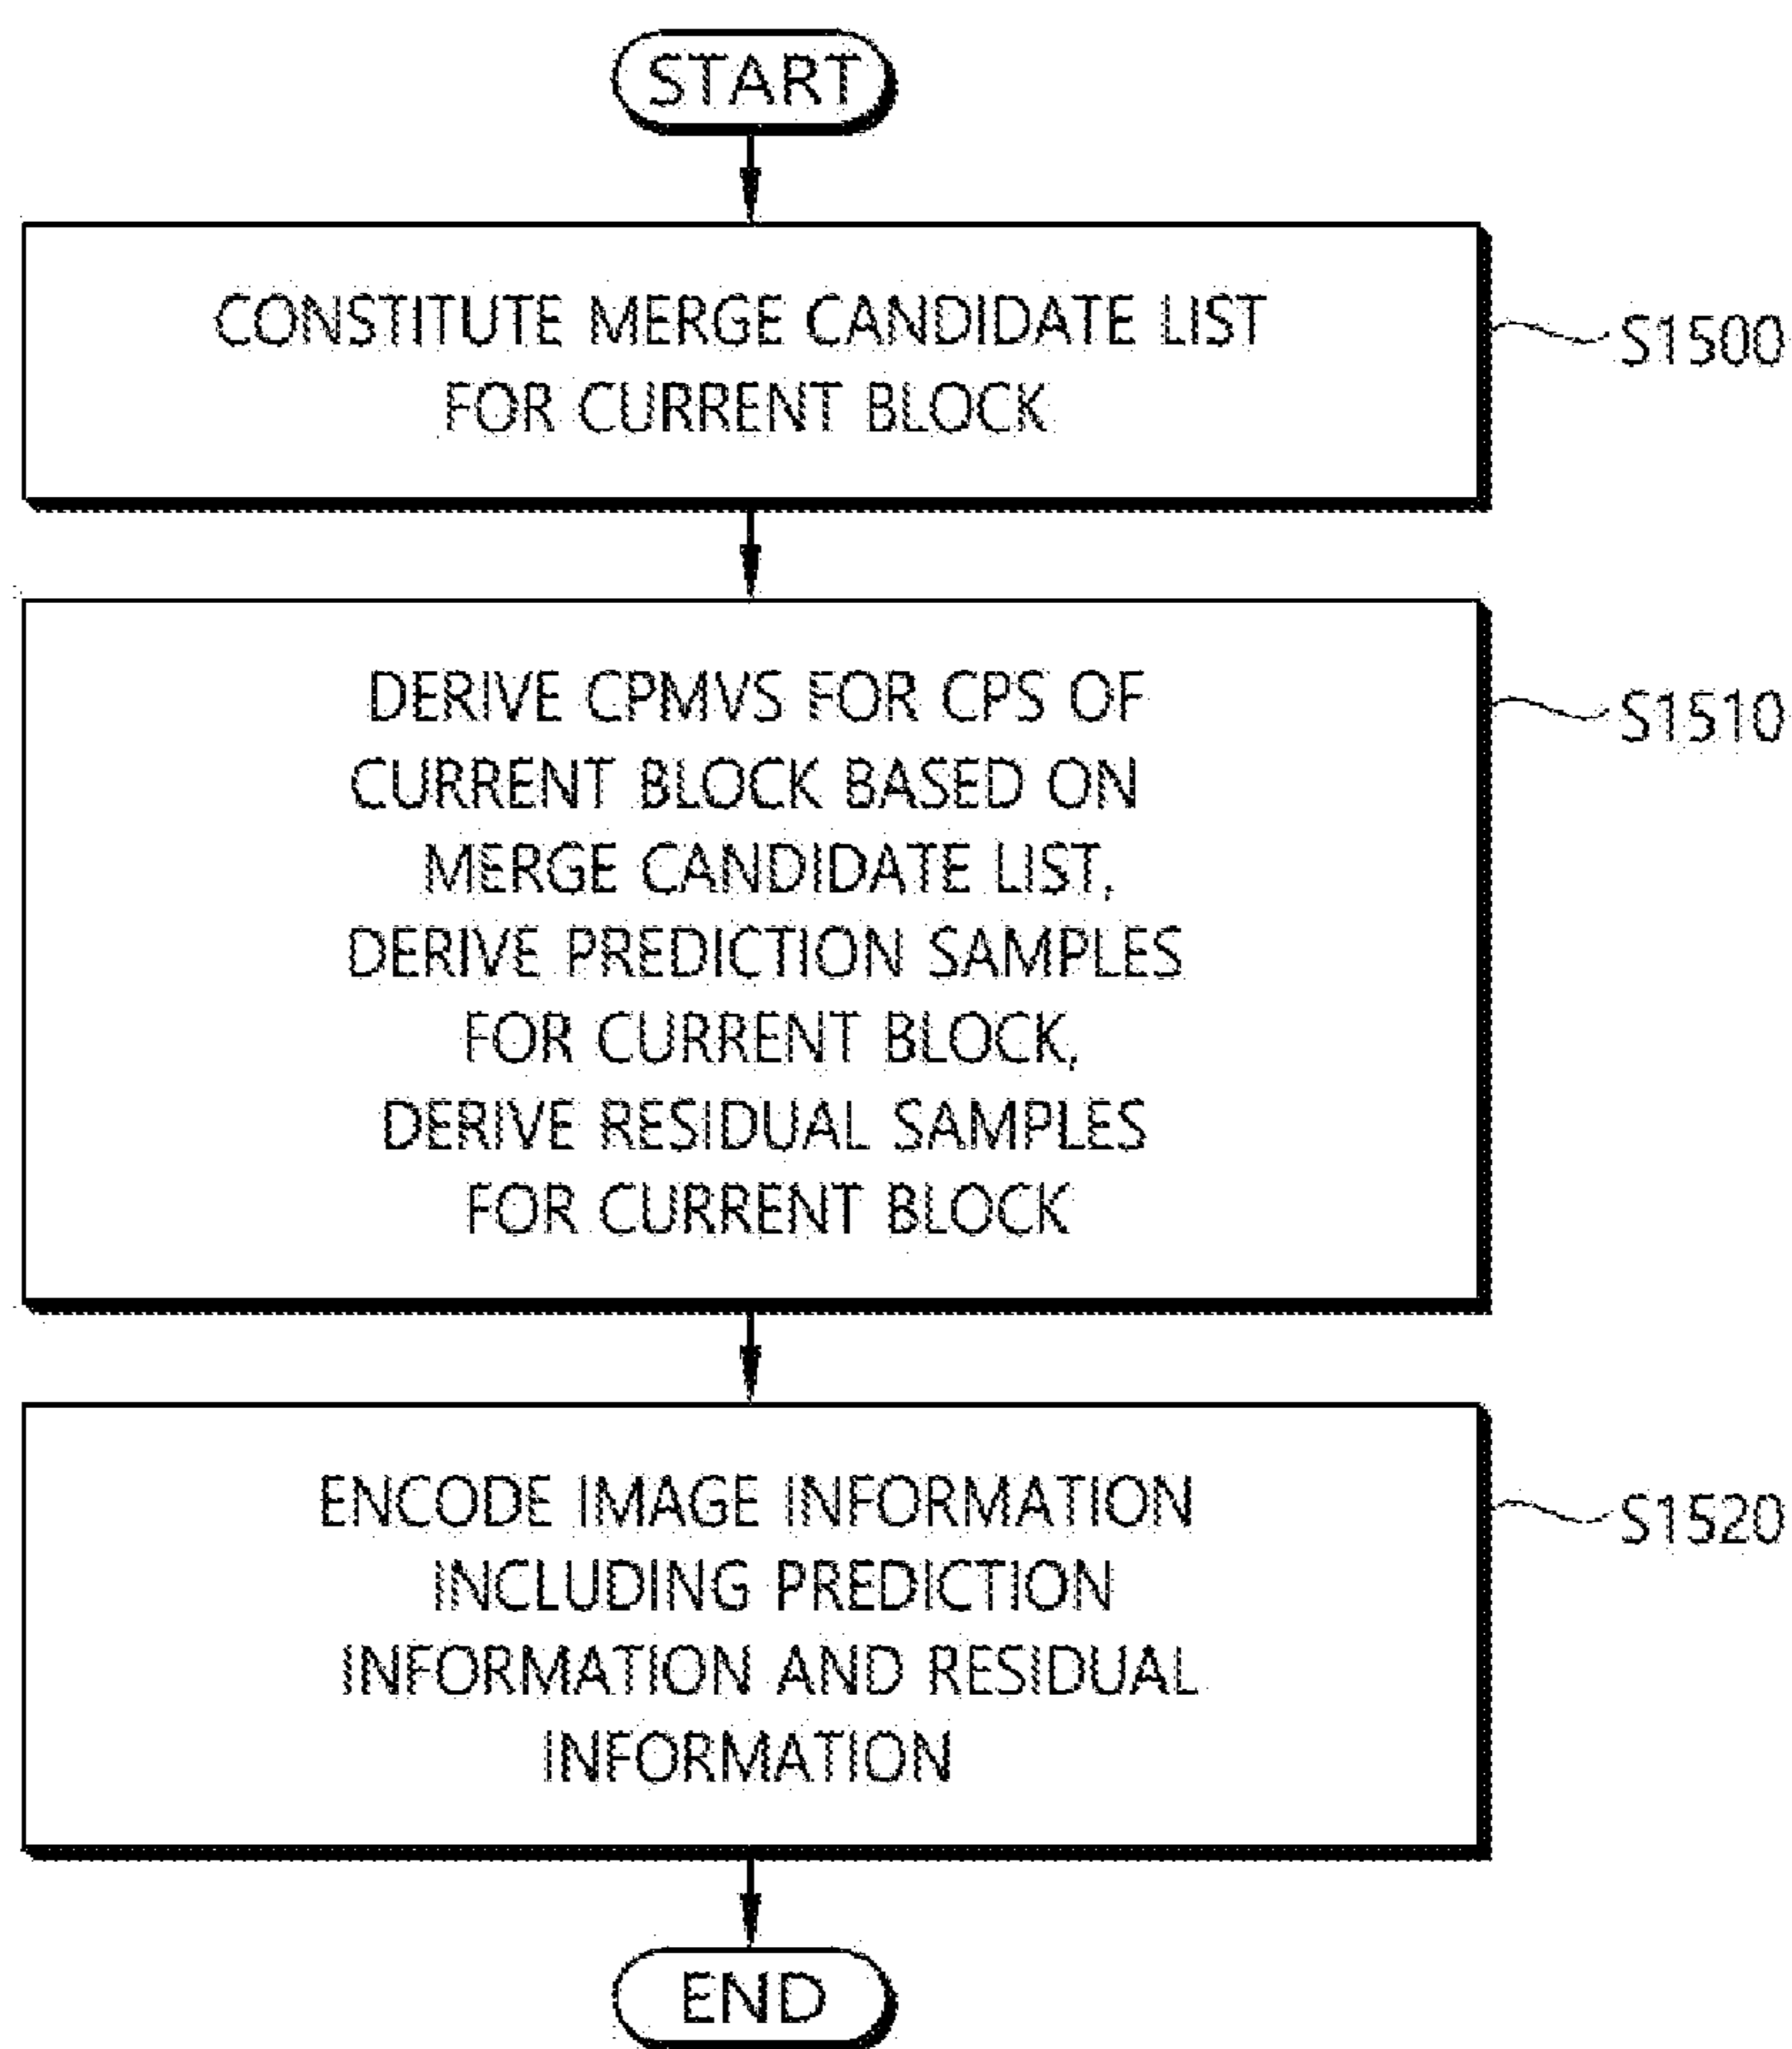 START
CONSTITUTE MERGE CANDIDATE LIST
FOR CURRENT BLOCK
S1500
DERIVE CPMVS FOR CPS OF
CURRENT BLOCK BASED ON
MERGE CANDIDATE LIST,
DERIVE PREDICTION SAMPLES
FOR CURRENT BLOCK,
DERIVE RESIDUAL SAMPLES
FOR CURRENT BLOCK
S1510
ENCODE IMAGE INFORMATION
INCLUDING PREDICTION
INFORMATION AND RESIDUAL
INFORMATION
S1520
END